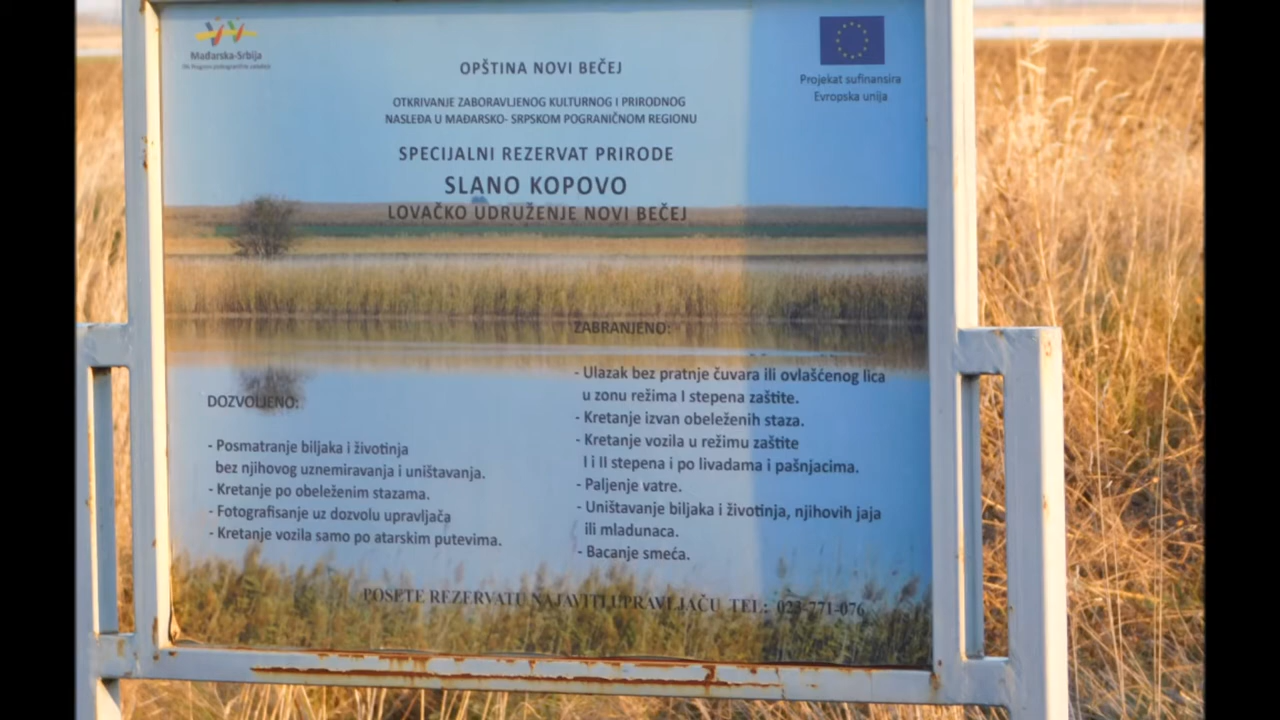 Mađarska-Srbija
OPŠTINA NOVI BEČEJ
Projekat sufinansira
Evropska unija
OTKRIVANJE ZABORAVLJENOG KULTURNOG I PRIRODNOG
NASLEĐA U MAĐARSKO- SRPSKOM POGRANIČNOM REGIONU
SPECIJALNI REZERVAT PRIRODE
SLANO KOPOVO
LOVAČKO UDRUŽENJE NOVI BEČEJ
DOZVOLJENO:
- Posmatranje biljaka i životinja
bez njihovog uznemiravanja i uništavanja.
- Kretanje po obeleženim stazama.
- Fotografisanje uz dozvolu upravljača
- Kretanje vozila samo po atarskim putevima.
ZABRANJENO:
- Ulazak bez pratnje čuvara ili ovlašćenog lica
u zonu režima I stepena zaštite.
- Kretanje izvan obeleženih staza.
- Kretanje vozila u režimu zaštite
I i II stepena i po livadama i pašnjacima.
- Paljenje vatre.
- Uništavanje biljaka i životinja, njihovih jaja
ili mladunaca.
- Bacanje smeća.
POSETE REZERVATU NAJAVITI UPRAVLJAČU TEL: 023-771-076